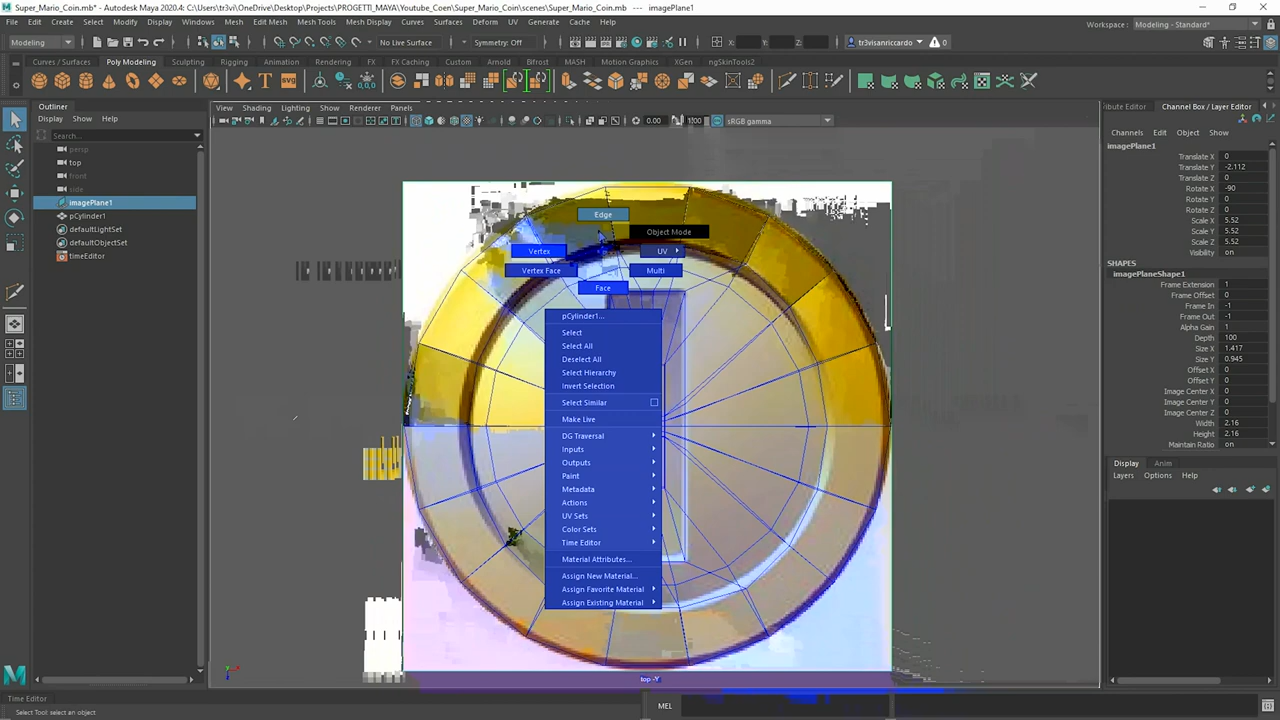 Super_Mario_Coin.mb* - Autodesk Maya 2020.4: C:\Users\tr3vi\OneDrive\Desktop\Projects\PROGETTI_MAYA\Youtube_Coen\Super_Mario_Coin\scenes\Super_Mario_Coin.mb --- imagePlane1
File Edit Create Select Modify Display Windows Mesh Edit Mesh Mesh Tools Mesh Display Curves Surfaces Deform UV Generate Cache Help
Workspace: Modeling - Standard*
Modeling
No Live Surface
Symmetry: Off
X: Y: Z:
tr3visanriccardo
0
Curves / Surfaces Poly Modeling Sculpting Rigging Animation Rendering FX FX Caching Custom Arnold Bifrost MASH Motion Graphics XGen ngSkinTools2
Outliner
Display Show Help
Search...
persp
top
front
side
imagePlane1
pCylinder1
defaultLightSet
defaultObjectSet
timeEditor
View Shading Lighting Show Renderer Panels
0.00
1.00
sRGB gamma
Edge
Object Mode
Vertex
UV
Vertex Face
Multi
Face
pCylinder1...
Select
Select All
Deselect All
Select Hierarchy
Invert Selection
Select Similar
Make Live
DG Traversal
Inputs
Outputs
Paint
Metadata
Actions
UV Sets
Color Sets
Time Editor
Material Attributes...
Assign New Material...
Assign Favorite Material
Assign Existing Material
top -Y
Channel Box / Layer Editor
Channels Edit Object Show
imagePlane1
Translate X 0
Translate Y -2.112
Translate Z 0
Rotate X -90
Rotate Y 0
Rotate Z 0
Scale X 5.52
Scale Y 5.52
Scale Z 5.52
Visibility on
SHAPES
imagePlaneShape1
Frame Extension 1
Frame Offset 0
Frame In -1
Frame Out -1
Alpha Gain 1
Depth 100
Size X 1.417
Size Y 0.945
Offset X 0
Offset Y 0
Image Center X 0
Image Center Y 0
Image Center Z 0
Width 2.16
Height 2.16
Maintain Ratio on
Display Anim
Layers Options Help
Time Editor
MEL
Select Tool: select an object